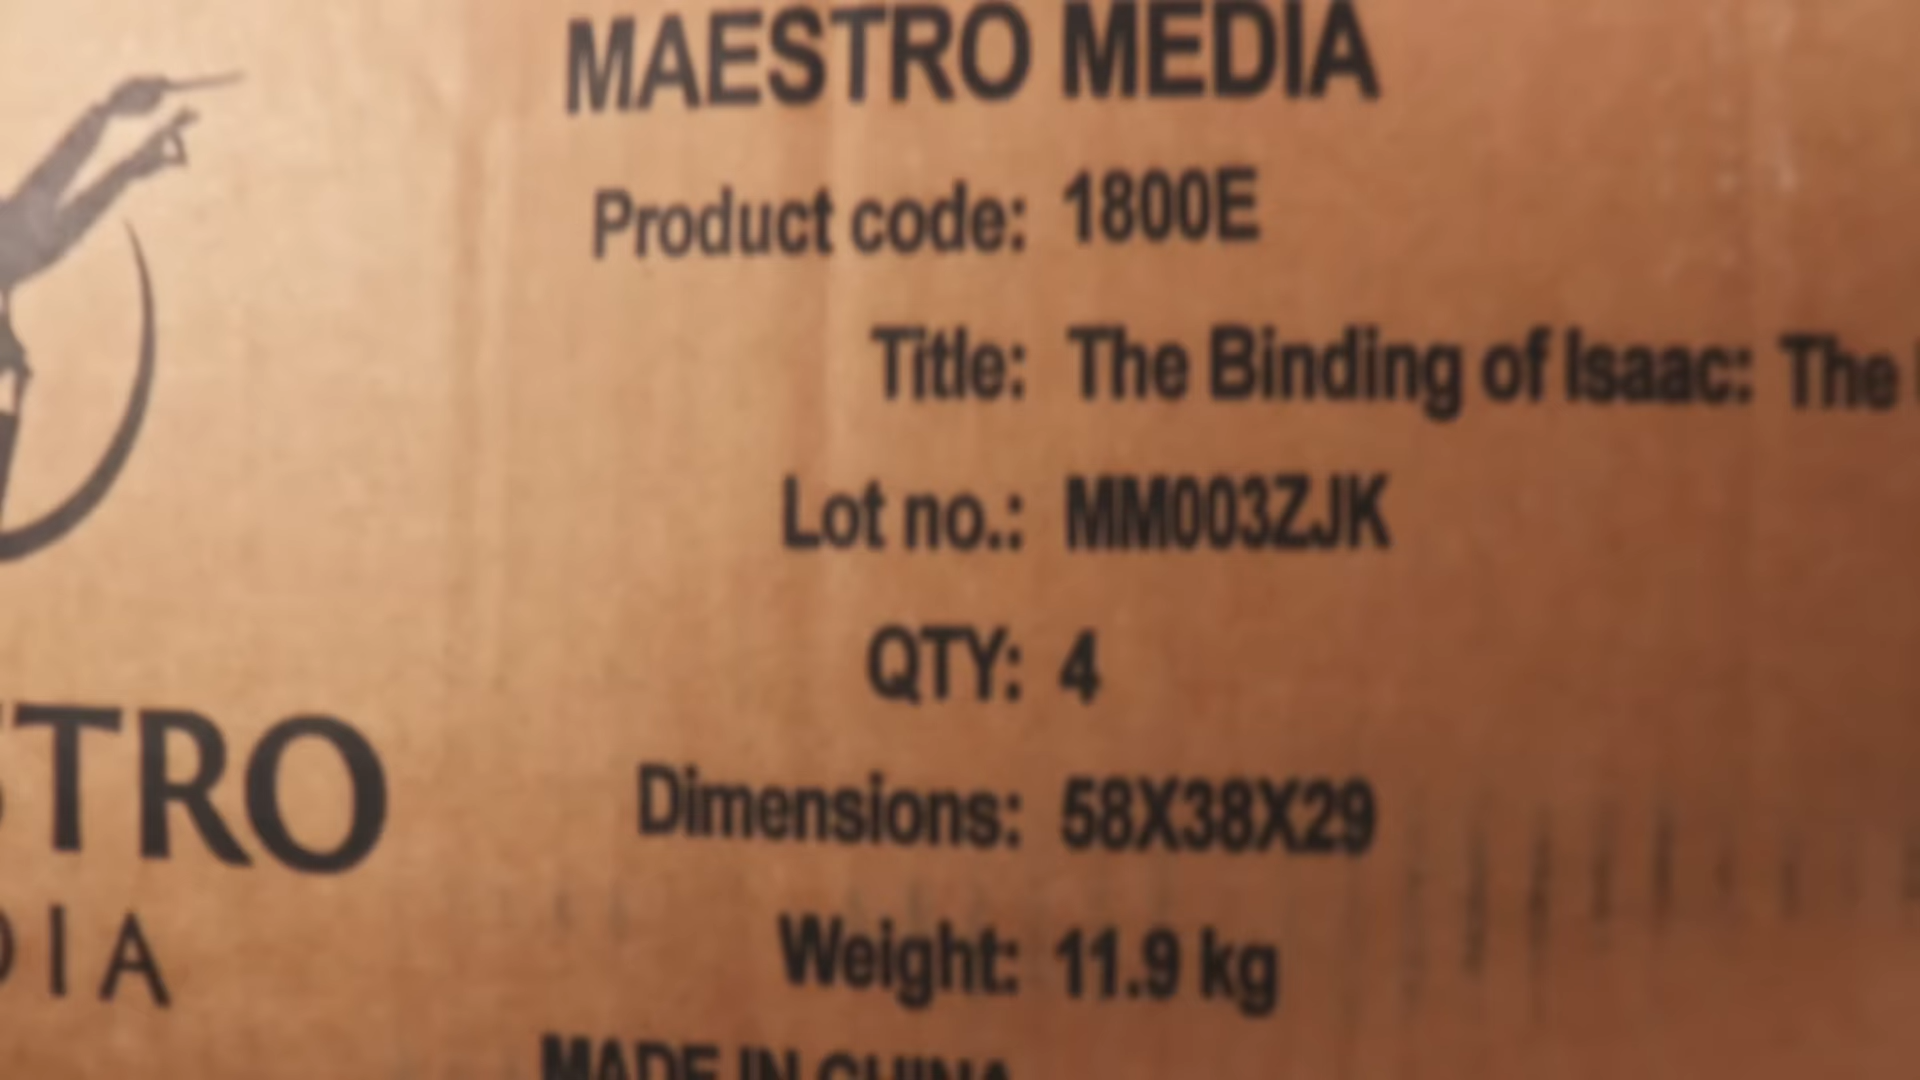 MAESTRO MEDIA
Product code: 1800E
Title: The Binding of Isaac: The
Lot no.: MM003ZJK
QTY: 4
Dimensions: 58X38X29
Weight: 11.9 kg
MADE IN CHINA
STRO
DIA